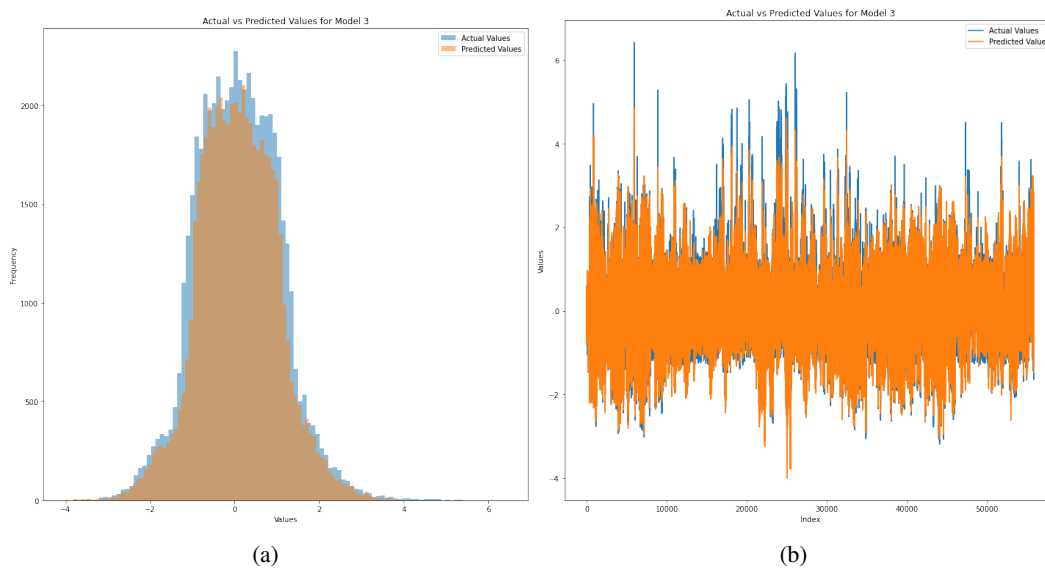 Actual vs Predicted Values for Model 3
Actual Values
Predicted Values
Frequency
2000
1500
1000
500
0
−4
−2
0
2
4
6
Values
(a)
Actual vs Predicted Values for Model 3
Actual Values
Predicted Value
Values
6
4
2
0
−2
−4
0
10000
20000
30000
40000
50000
Index
(b)